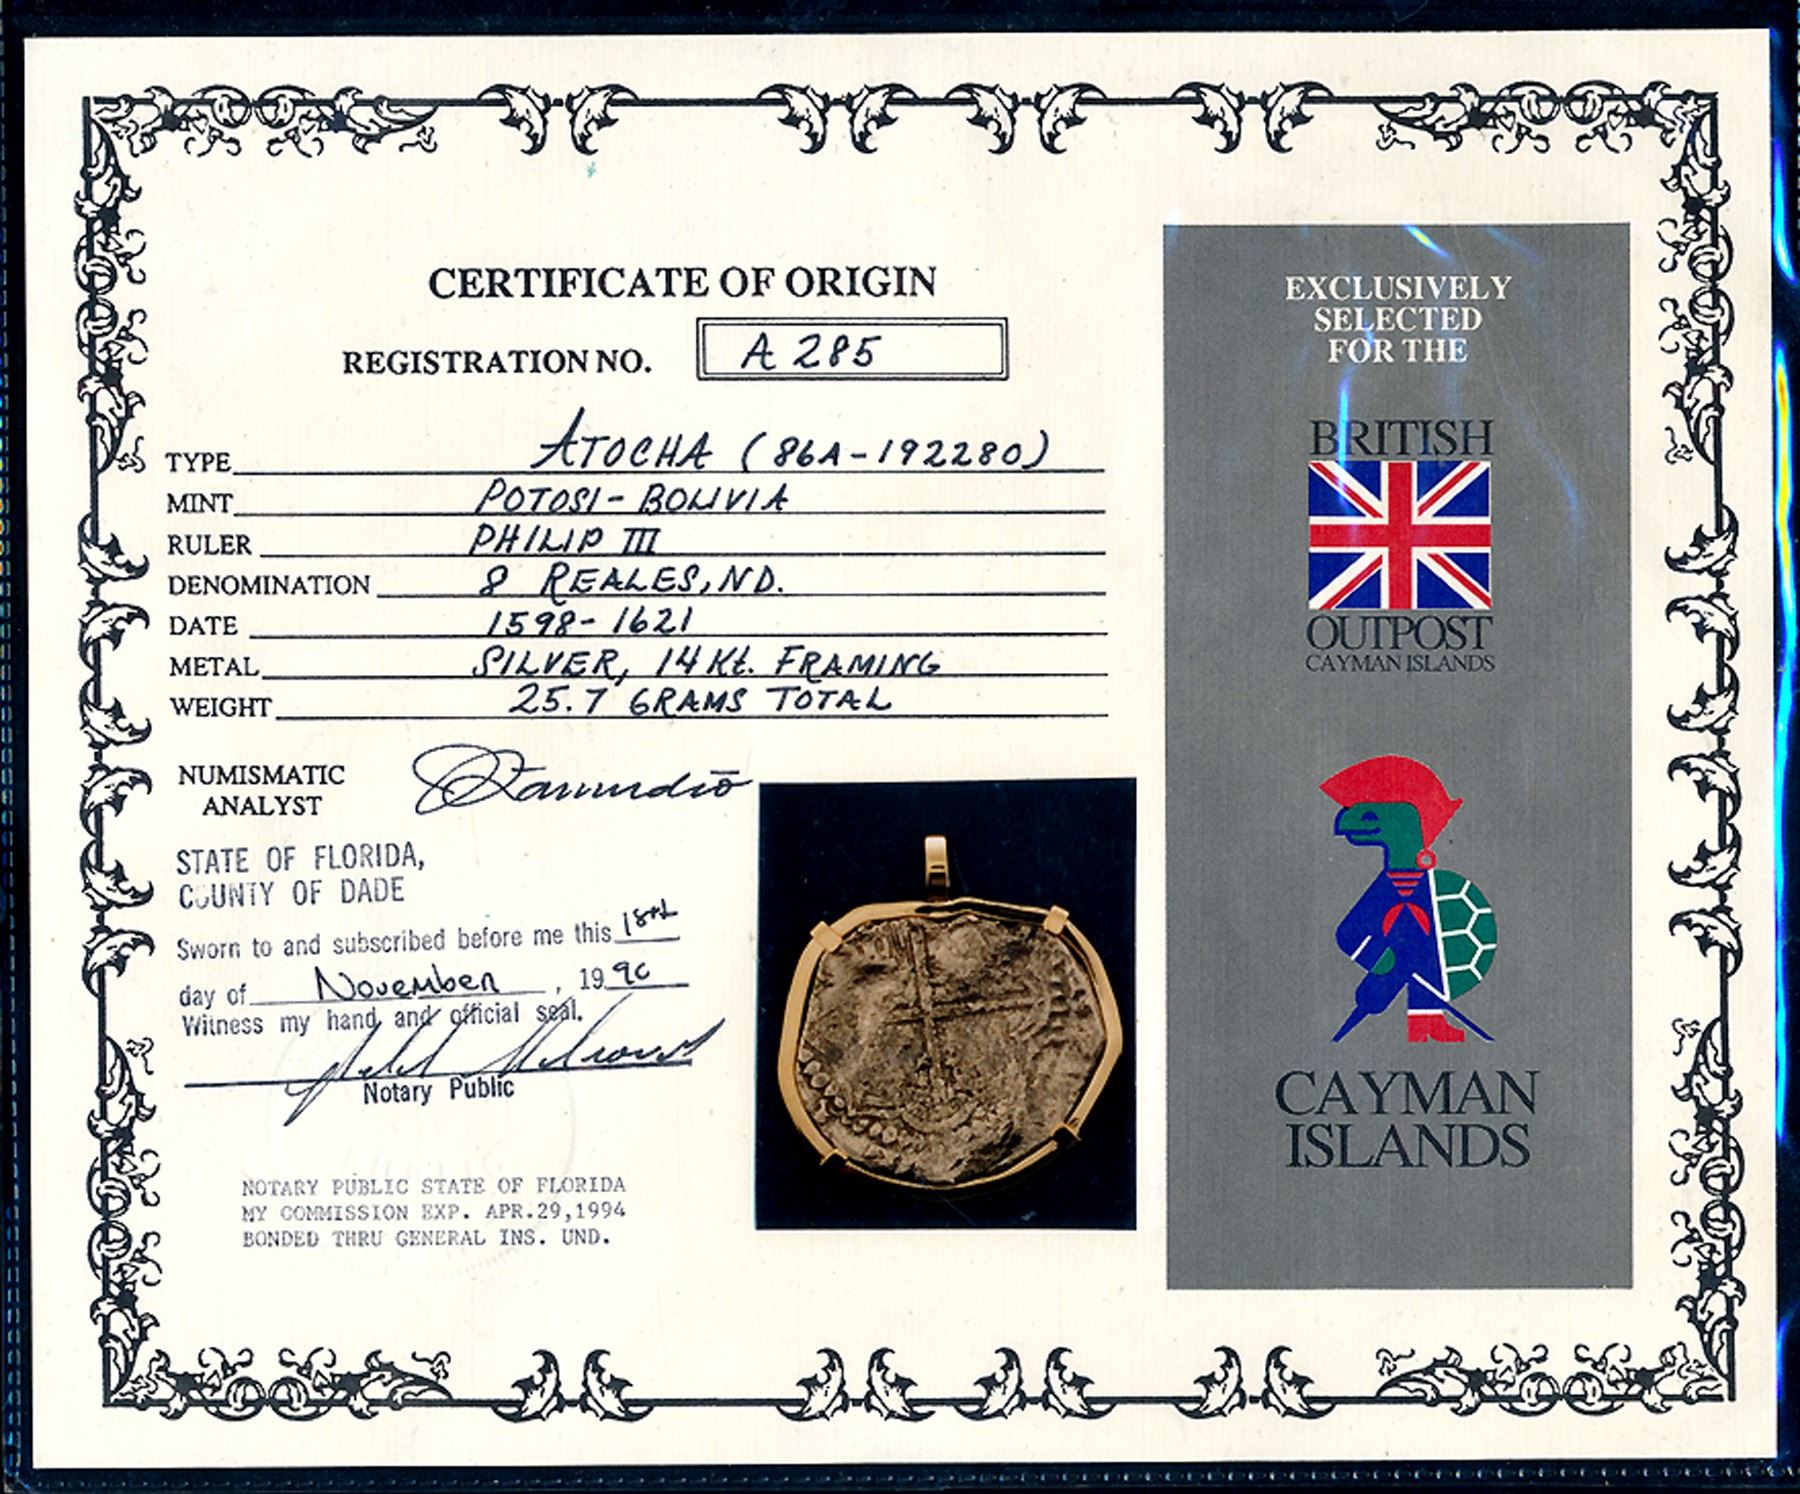 CERTIFICATE OF ORIGIN
REGISTRATION NO. A 285
TYPE ATOCHA (86A-192280)
MINT POTOSI-BOLIVIA
RULER PHILIP III
DENOMINATION 8 REALES, ND.
DATE 1598-1621
METAL SILVER, 14 Kt. FRAMING
WEIGHT 25.7 GRAMS TOTAL
NUMISMATIC
ANALYST
STATE OF FLORIDA,
COUNTY OF DADE
Sworn to and subscribed before me this 18th
day of November, 1990
Witness my hand and official seal.
Notary Public
NOTARY PUBLIC STATE OF FLORIDA
MY COMMISSION EXP. APR.29,1994
BONDED THRU GENERAL INS. UND.
EXCLUSIVELY
SELECTED
FOR THE
BRITISH
OUTPOST
CAYMAN ISLANDS
CAYMAN
ISLANDS